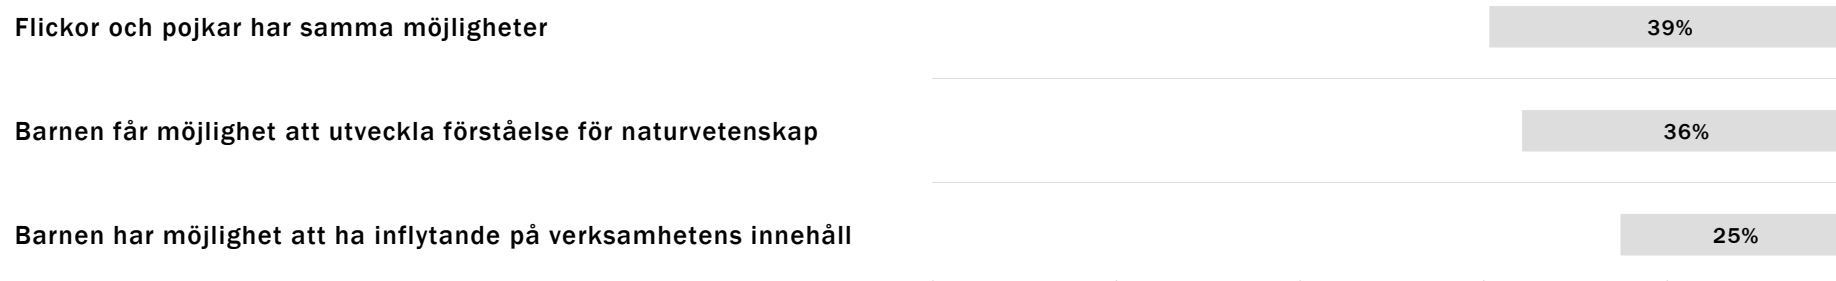 Flickor och pojkar har samma möjligheter 39%
Barnen får möjlighet att utveckla förståelse för naturvetenskap 36%
Barnen har möjlighet att ha inflytande på verksamhetens innehåll 25%